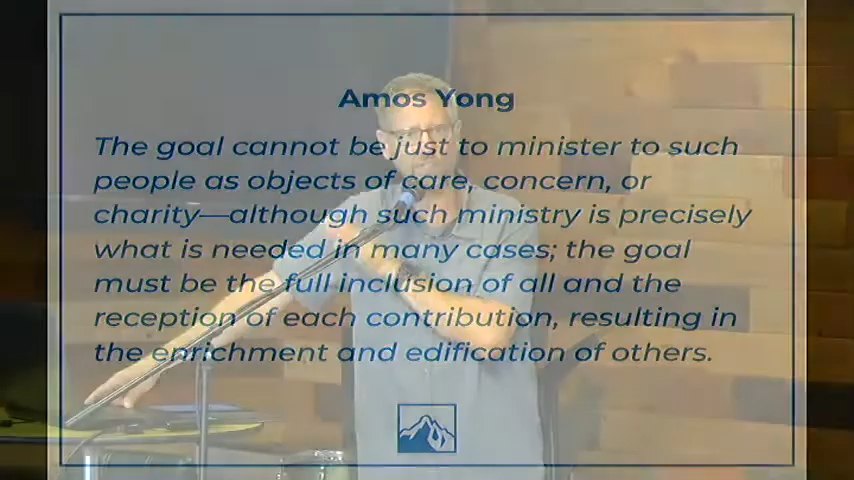 Amos Yong
The goal cannot be just to minister to such
people as objects of care, concern, or
charity—although such ministry is precisely
what is needed in many cases; the goal
must be the full inclusion of all and the
reception of each contribution, resulting in
the enrichment and edification of others.